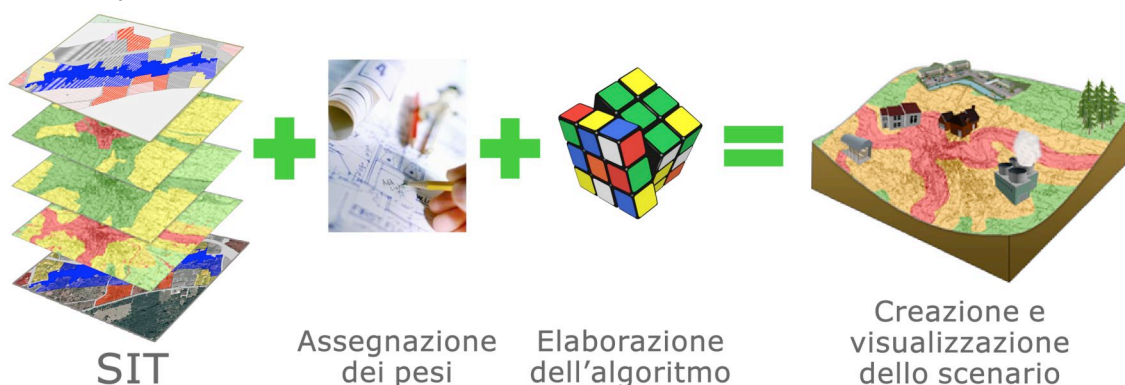 SIT
Assegnazione
dei pesi
Elaborazione
dell’algoritmo
Creazione e
visualizzazione
dello scenario